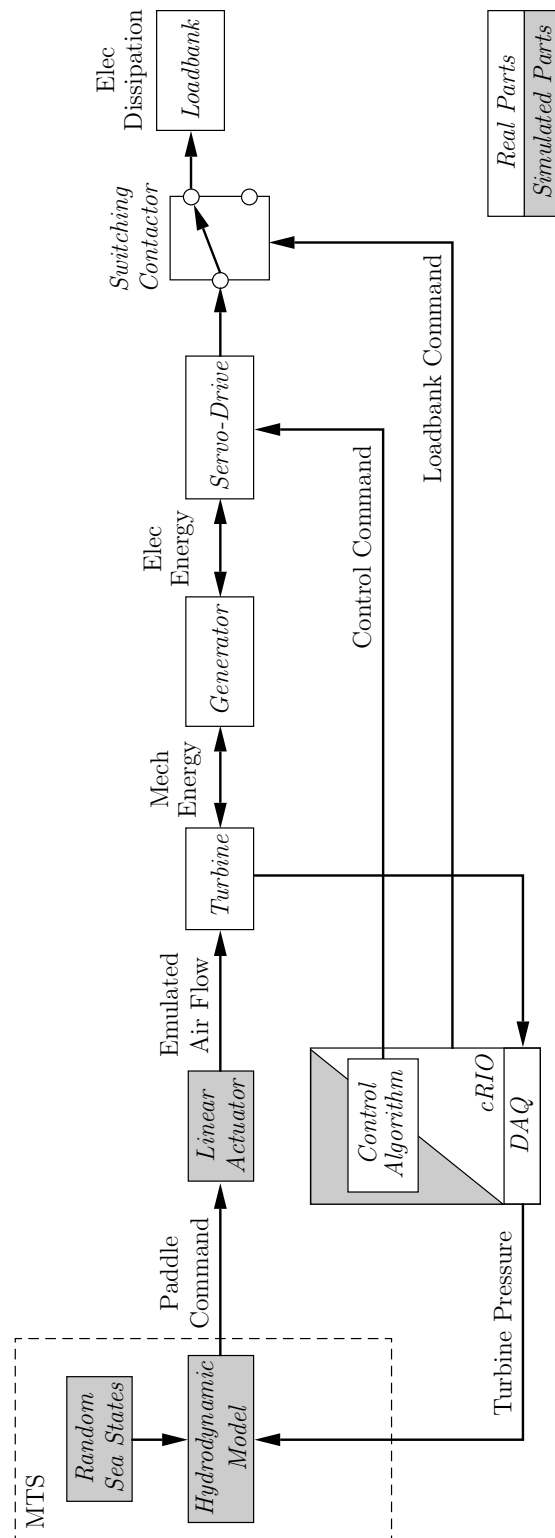 MTS
Random
Sea States
Hydrodynamic
Model
Paddle
Command
Linear
Actuator
Emulated
Air Flow
Turbine
Mech
Energy
Generator
Elec
Energy
Servo-Drive
Switching
Contactor
Elec
Dissipation
Loadbank
Turbine Pressure
Control
Algorithm
cRIO
DAQ
Control Command
Loadbank Command
Real Parts
Simulated Parts